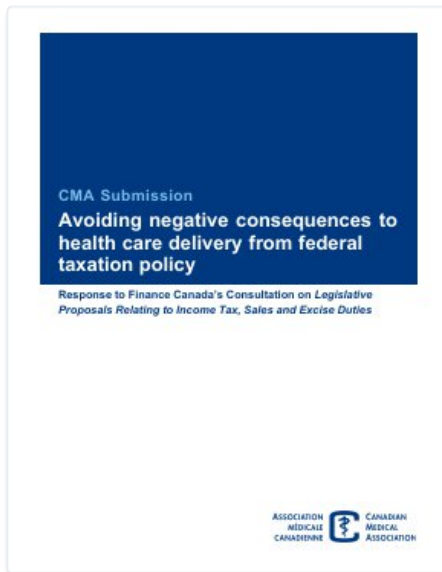 CMA Submission
Avoiding negative consequences to
health care delivery from federal
taxation policy
Response to Finance Canada's Consultation on Legislative
Proposals Relating to Income Tax, Sales and Excise Duties
ASSOCIATION
MÉDICALE
CANADIENNE
CANADIAN
MEDICAL
ASSOCIATION